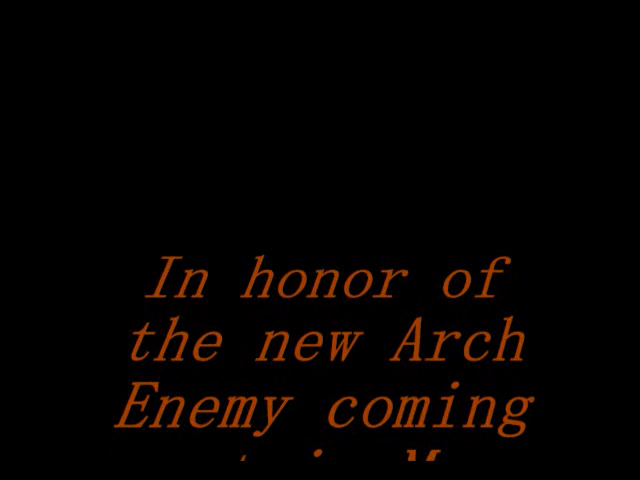 In honor of
the new Arch
Enemy coming